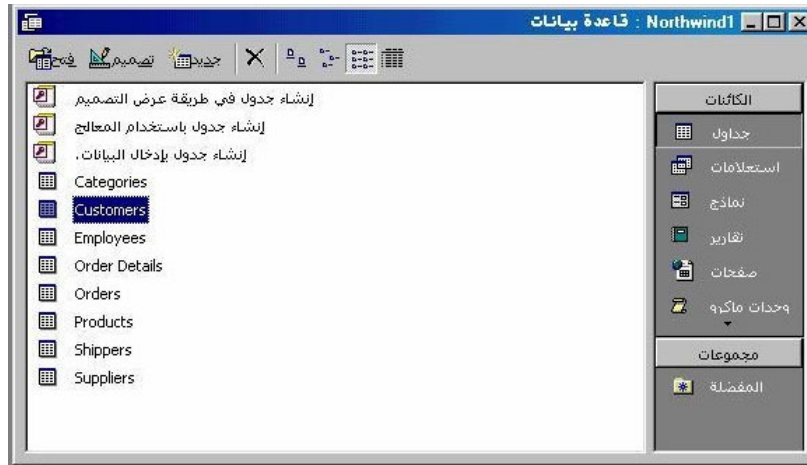 Northwind1 : قاعدة بيانات
فتح تصميم جديد
الكائنات
جداول
استعلامات
نماذج
تقارير
صفحات
وحدات ماكرو
مجموعات
المفضلة
إنشاء جدول في طريقة عرض التصميم
إنشاء جدول باستخدام المعالج
إنشاء جدول بإدخال البيانات.
Categories
Customers
Employees
Order Details
Orders
Products
Shippers
Suppliers